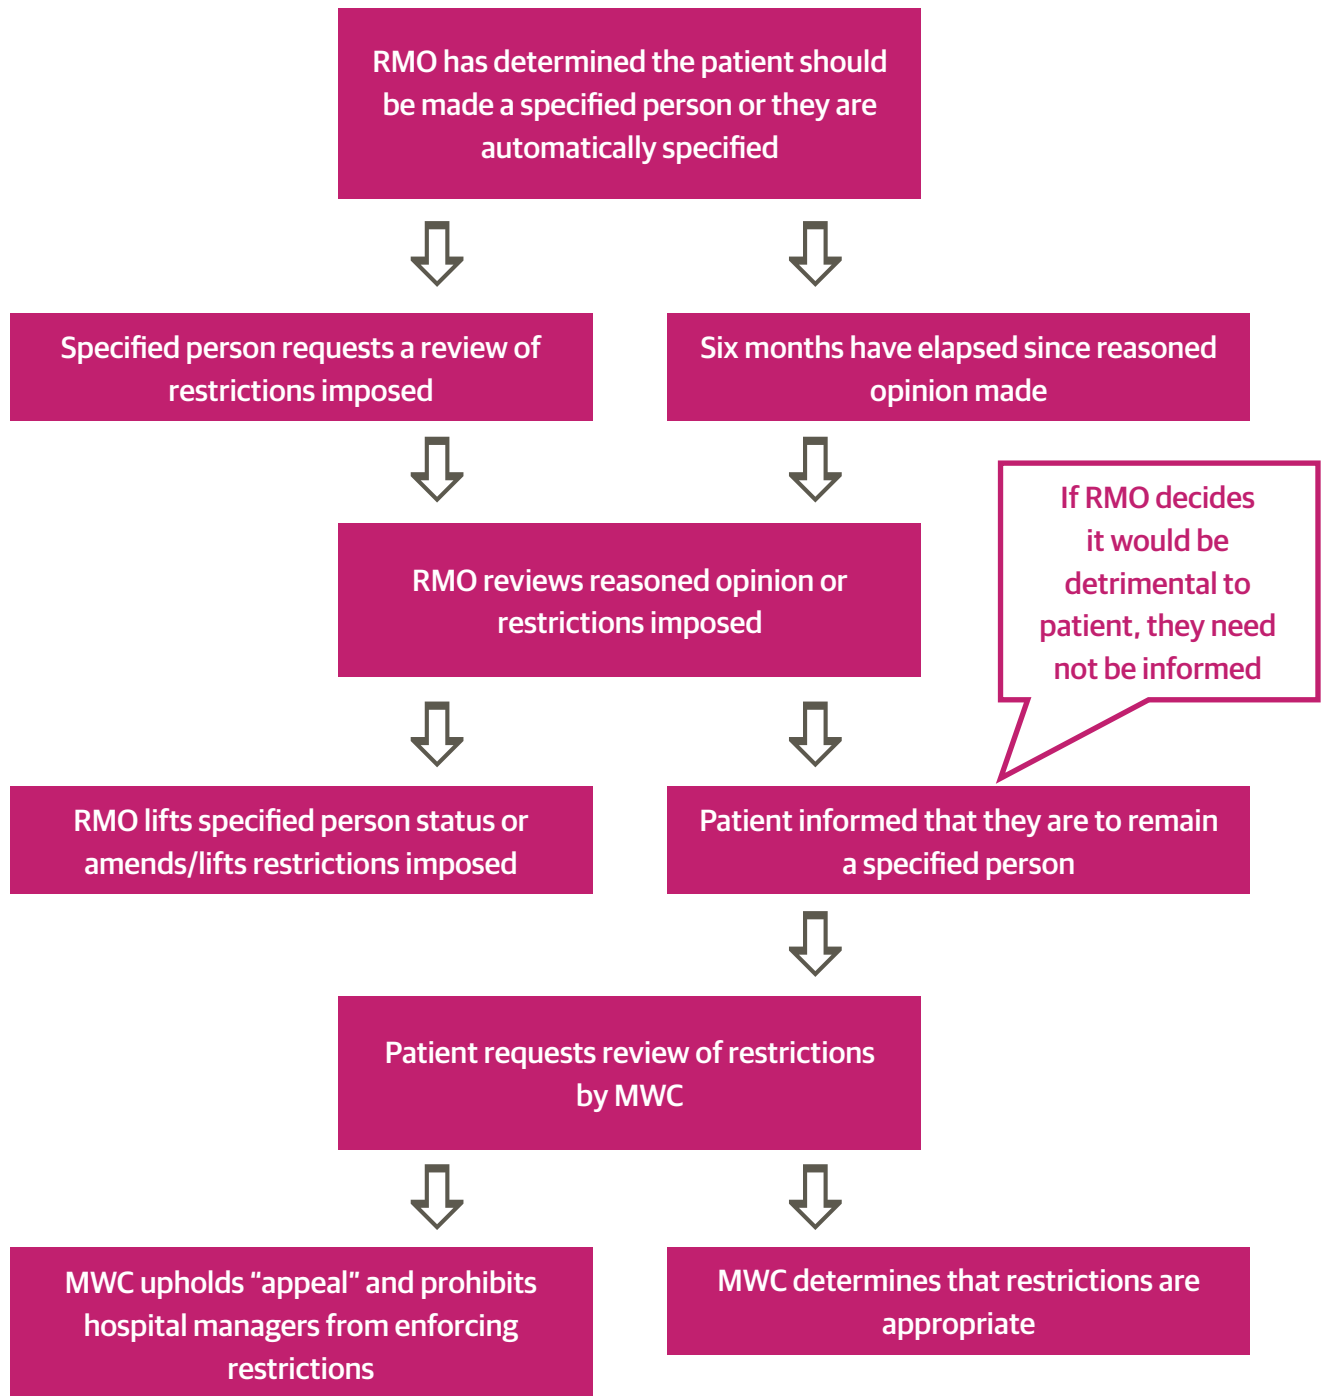 RMO has determined the patient should
be made a specified person or they are
automatically specified
Specified person requests a review of
restrictions imposed
Six months have elapsed since reasoned
opinion made
If RMO decides
it would be
detrimental to
patient, they need
not be informed
RMO reviews reasoned opinion or
restrictions imposed
RMO lifts specified person status or
amends/lifts restrictions imposed
Patient informed that they are to remain
a specified person
Patient requests review of restrictions
by MWC
MWC upholds “appeal” and prohibits
hospital managers from enforcing
restrictions
MWC determines that restrictions are
appropriate